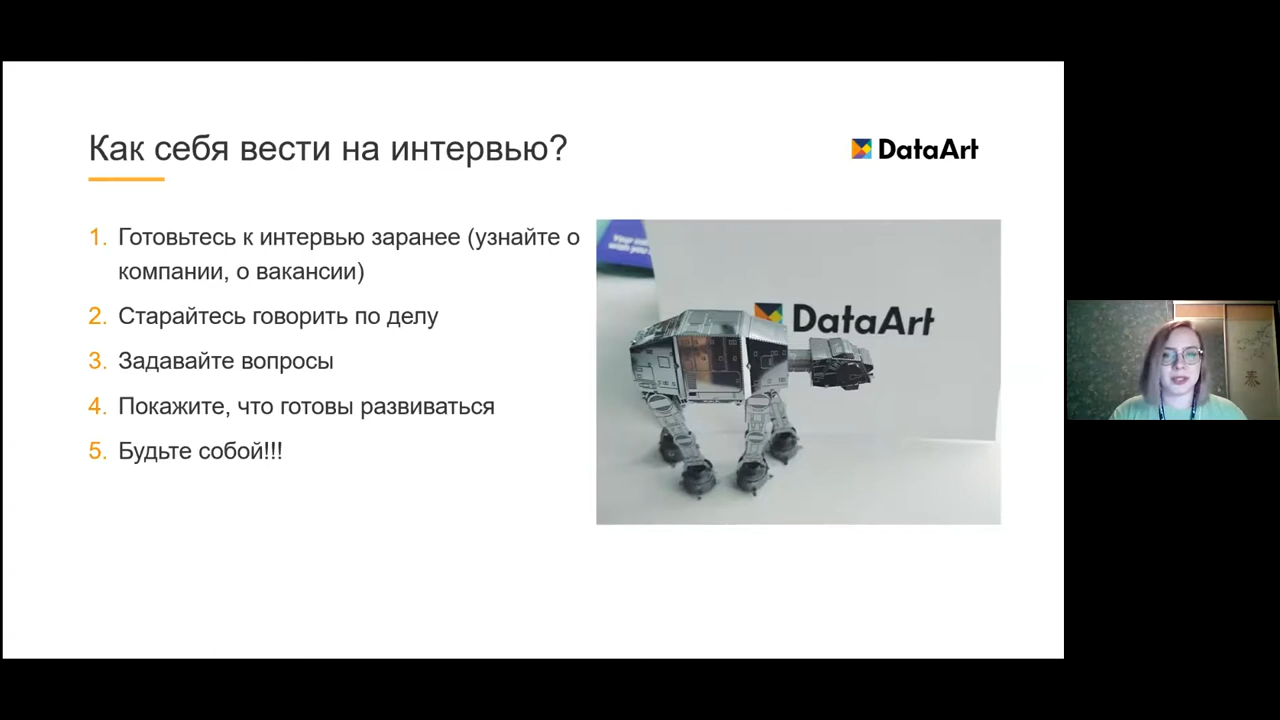 Как себя вести на интервью?
DataArt
1. Готовьтесь к интервью заранее (узнайте о
компании, о вакансии)
2. Старайтесь говорить по делу
3. Задавайте вопросы
4. Покажите, что готовы развиваться
5. Будьте собой!!!
DataArt
春